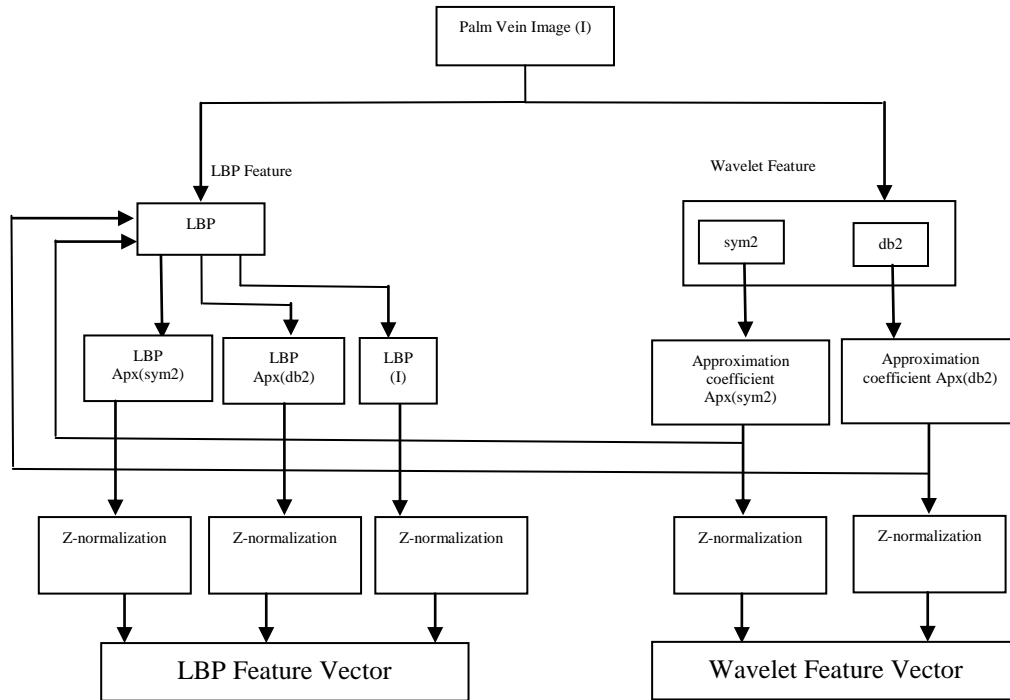 Palm Vein Image (I)
LBP Feature
Wavelet Feature
LBP
sym2
db2
LBP
Apx(sym2)
LBP
Apx(db2)
LBP
(I)
Approximation
coefficient
Apx(sym2)
Approximation
coefficient Apx(db2)
Z-normalization
Z-normalization
Z-normalization
Z-normalization
Z-normalization
LBP Feature Vector
Wavelet Feature Vector